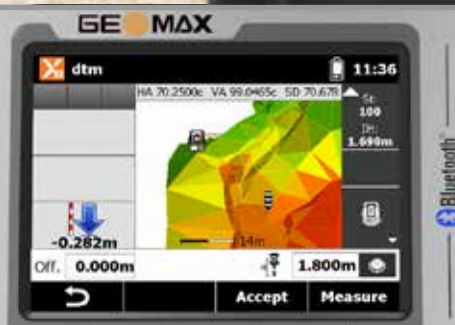 GEOMAX
dtm
11:36
HA 70.2500c VA 99.0465c SD 70.678
St:
100
IH:
1.690m
14m
-0.282m
Off. 0.000m
1.800m
Accept Measure
Bluetooth